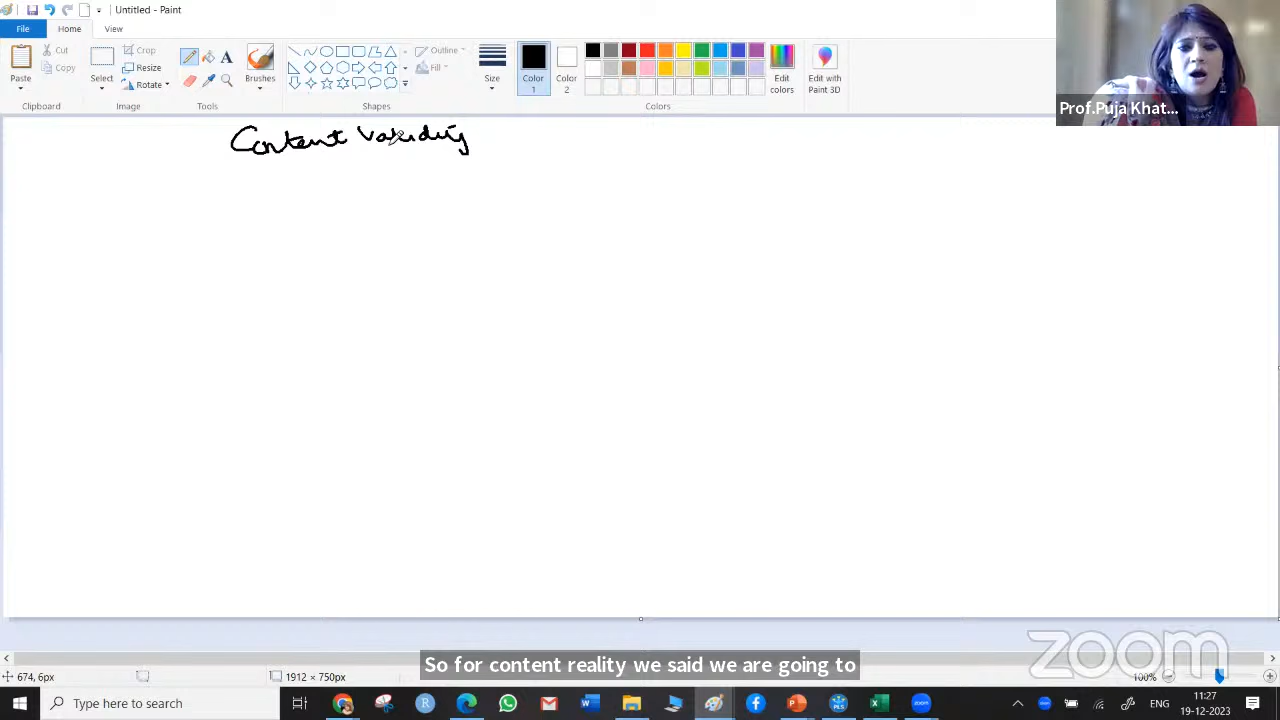 Untitled - Paint
File Home View
Paste
Cut
Copy
Clipboard
Select
Crop
Resize
Rotate
Image
Tools
Brushes
Outline
Fill
Shapes
Size
Color 1
Color 2
Edit colors
Colors
Edit with Paint 3D
Prof.Puja Khat...
Content Validity
So for content reality we said we are going to
zoom
674, 6px
1912 × 750px
100%
Type here to search
ENG
11:27
19-12-2023